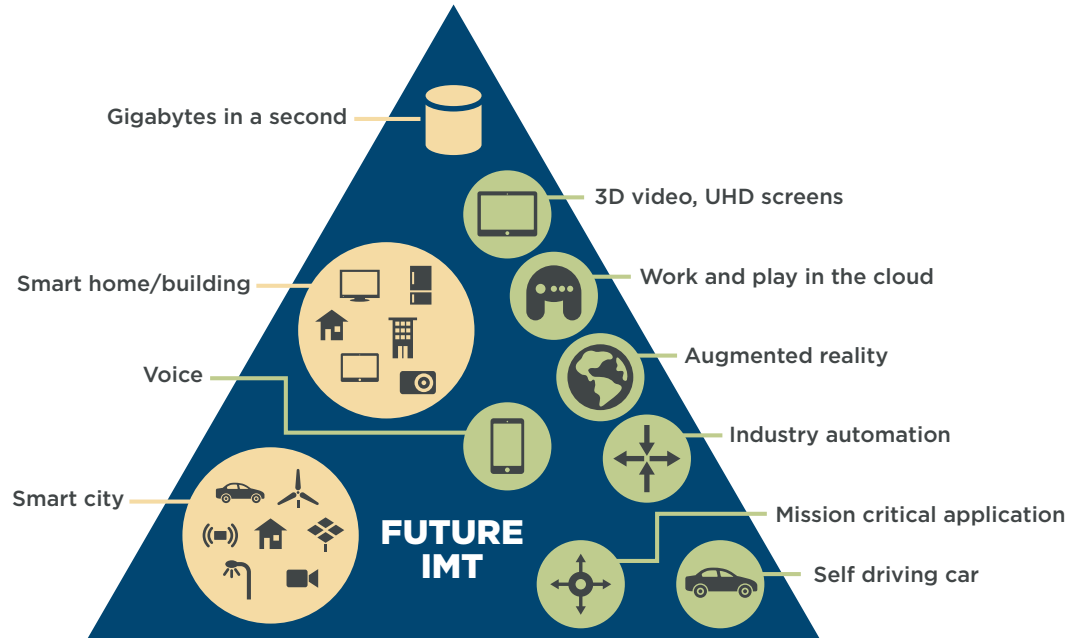 Gigabytes in a second
3D video, UHD screens
Smart home/building
Work and play in the cloud
Voice
Augmented reality
Industry automation
Smart city
Mission critical application
FUTURE
IMT
Self driving car